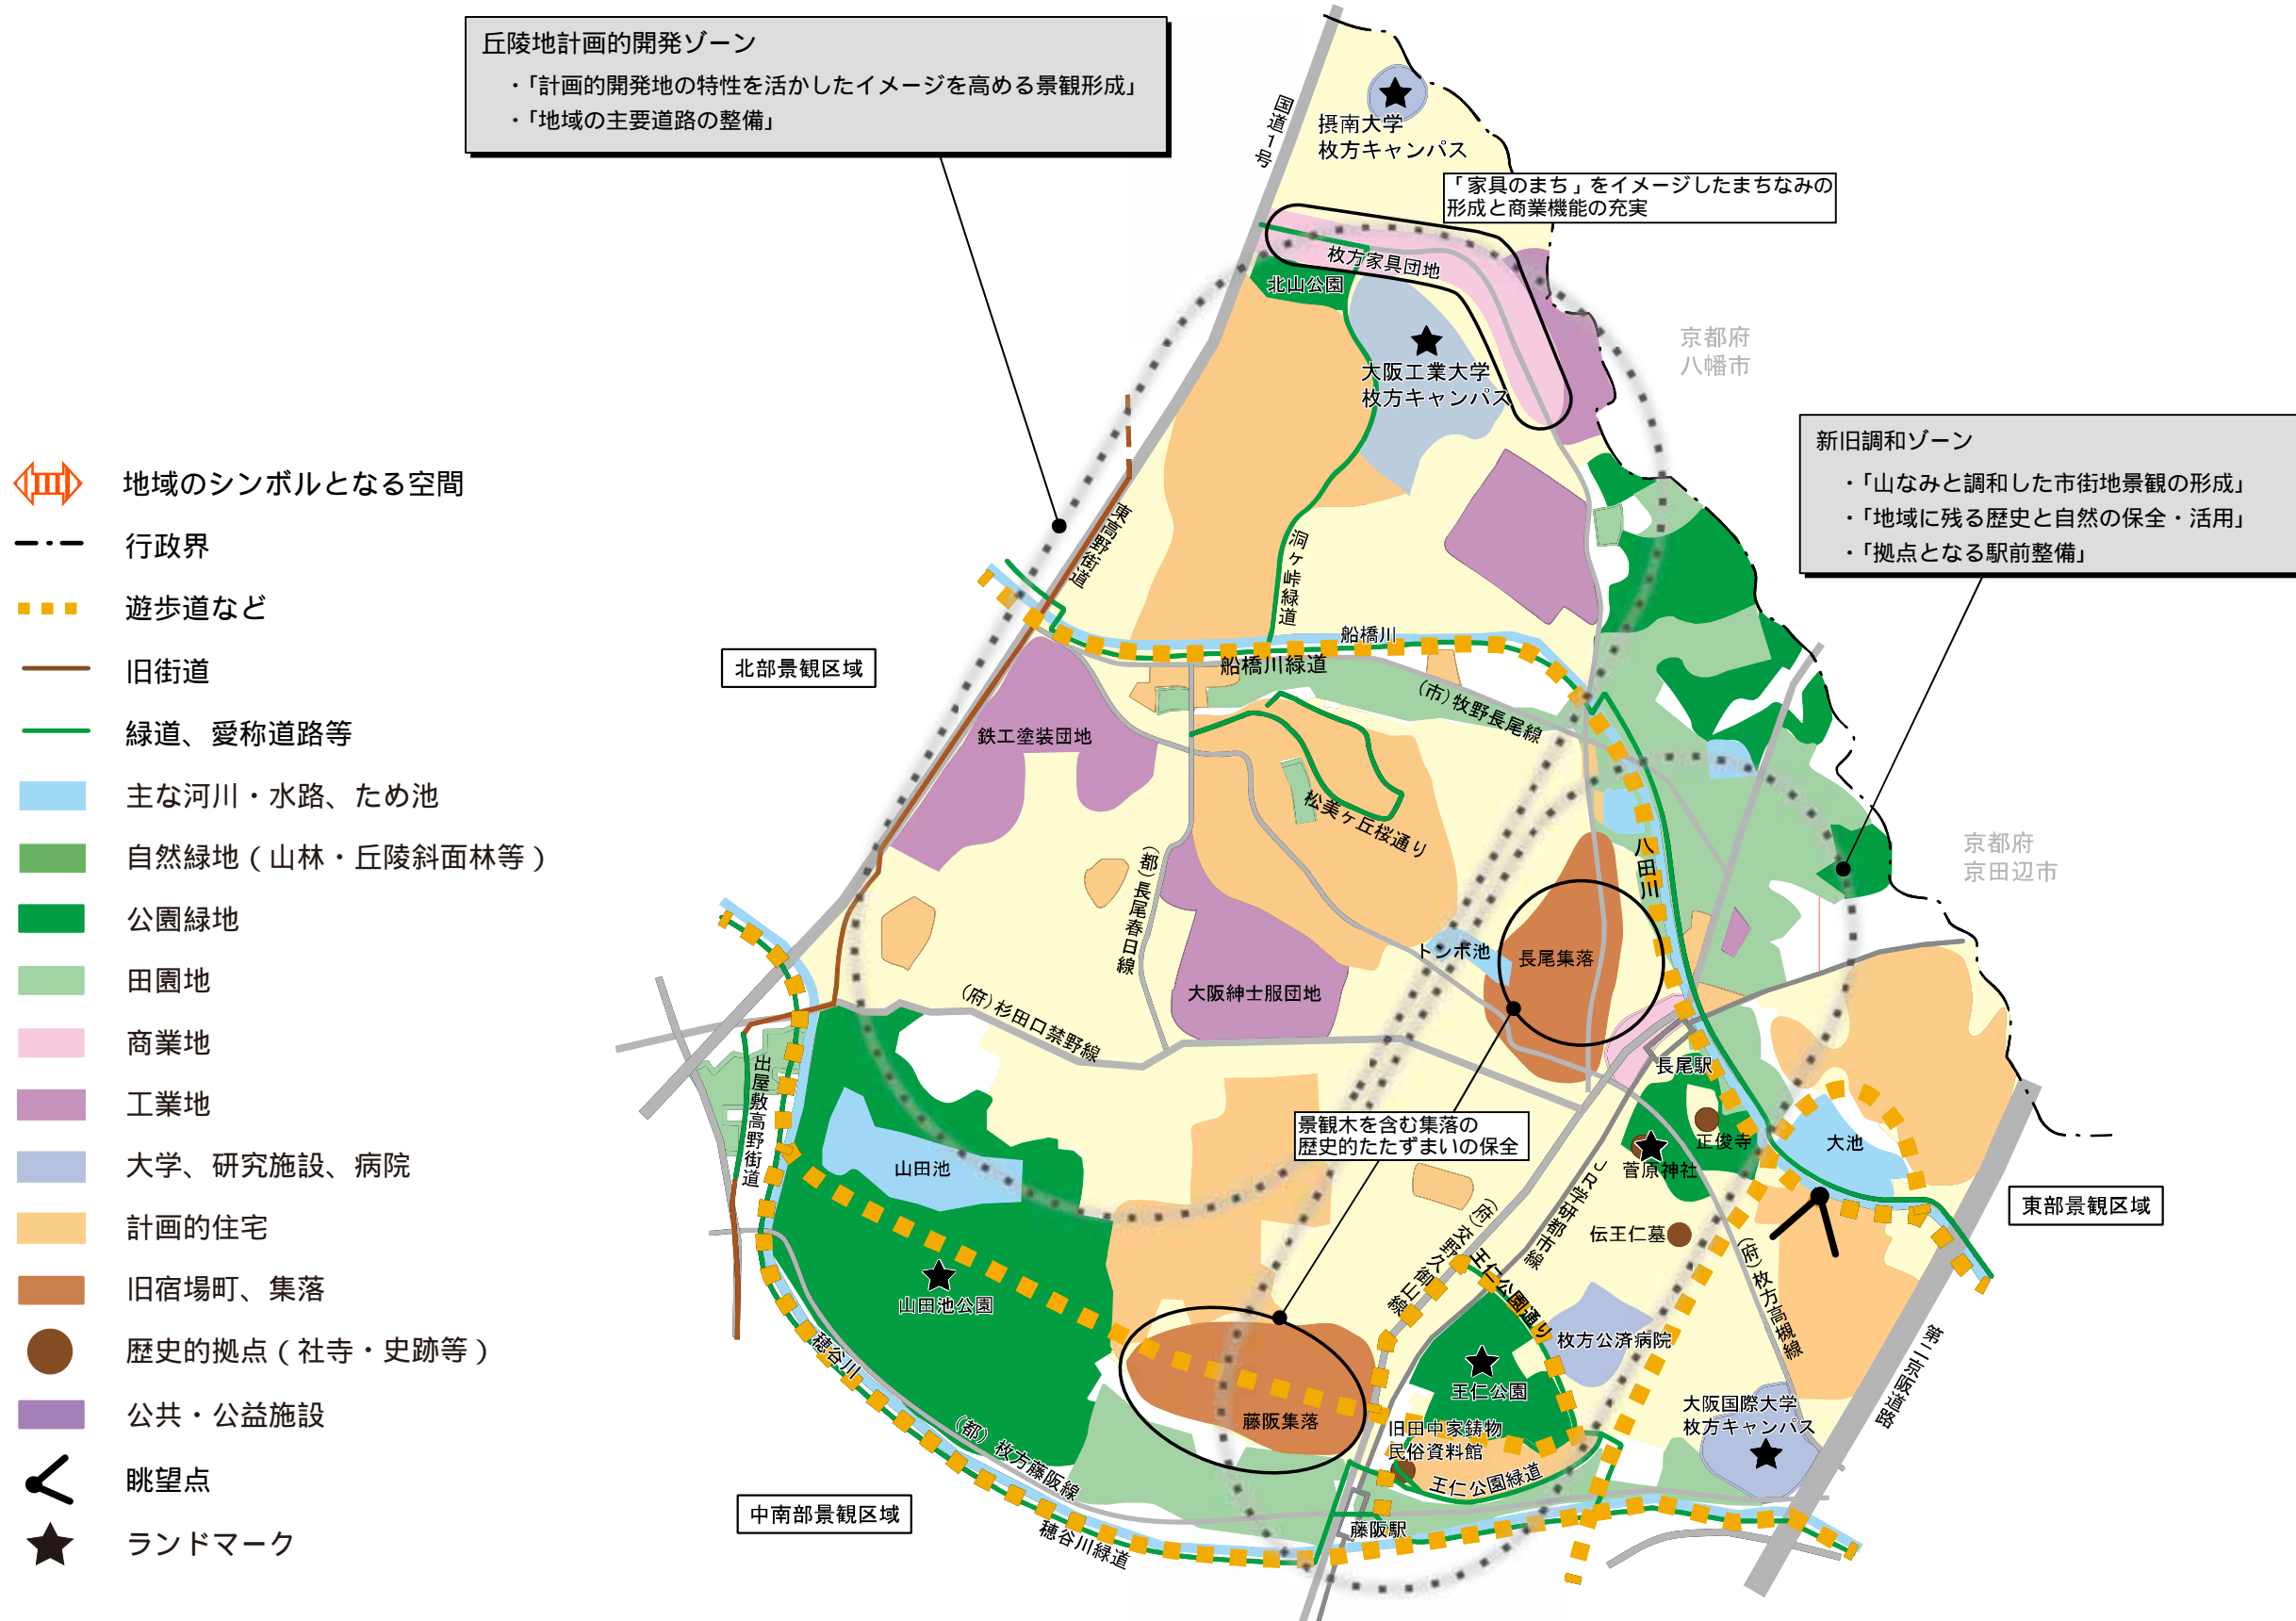 丘陵地計画的開発ゾーン
・「計画的開発地の特性を活かしたイメージを高める景観形成」
・「地域の主要道路の整備」
国道1号
摂南大学
枚方キャンパス
「家具のまち」をイメージしたまちなみの
形成と商業機能の充実
枚方家具団地
北山公園
大阪工業大学
枚方キャンパス
京都府
八幡市
新旧調和ゾーン
・「山なみと調和した市街地景観の形成」
・「地域に残る歴史と自然の保全・活用」
・「拠点となる駅前整備」
地域のシンボルとなる空間
行政界
遊歩道など
旧街道
緑道、愛称道路等
主な河川・水路、ため池
自然緑地（山林・丘陵斜面林等）
公園緑地
田園地
商業地
工業地
大学、研究施設、病院
計画的住宅
旧宿場町、集落
歴史的拠点（社寺・史跡等）
公共・公益施設
眺望点
ランドマーク
東高野街道
洞ヶ峠緑道
北部景観区域
船橋川
船橋川緑道
（市）牧野長尾線
鉄工塗装団地
松美ヶ丘桜通り
八田川
（都）長尾春日線
京都府
京田辺市
トンボ池
長尾集落
大阪紳士服団地
（府）杉田口禁野線
出屋敷高野街道
長尾駅
景観木を含む集落の
歴史的たたずまいの保全
正俊寺
大池
菅原神社
山田池
JR学研都市線
東部景観区域
（府）交野久御山線
伝王仁墓
（府）枚方高槻線
王仁公園通り
山田池公園
穂谷川
枚方公済病院
第二京阪道路
王仁公園
大阪国際大学
枚方キャンパス
藤阪集落
旧田中家鋳物
民俗資料館
（都）枚方藤阪線
王仁公園緑道
中南部景観区域
穂谷川緑道
藤阪駅